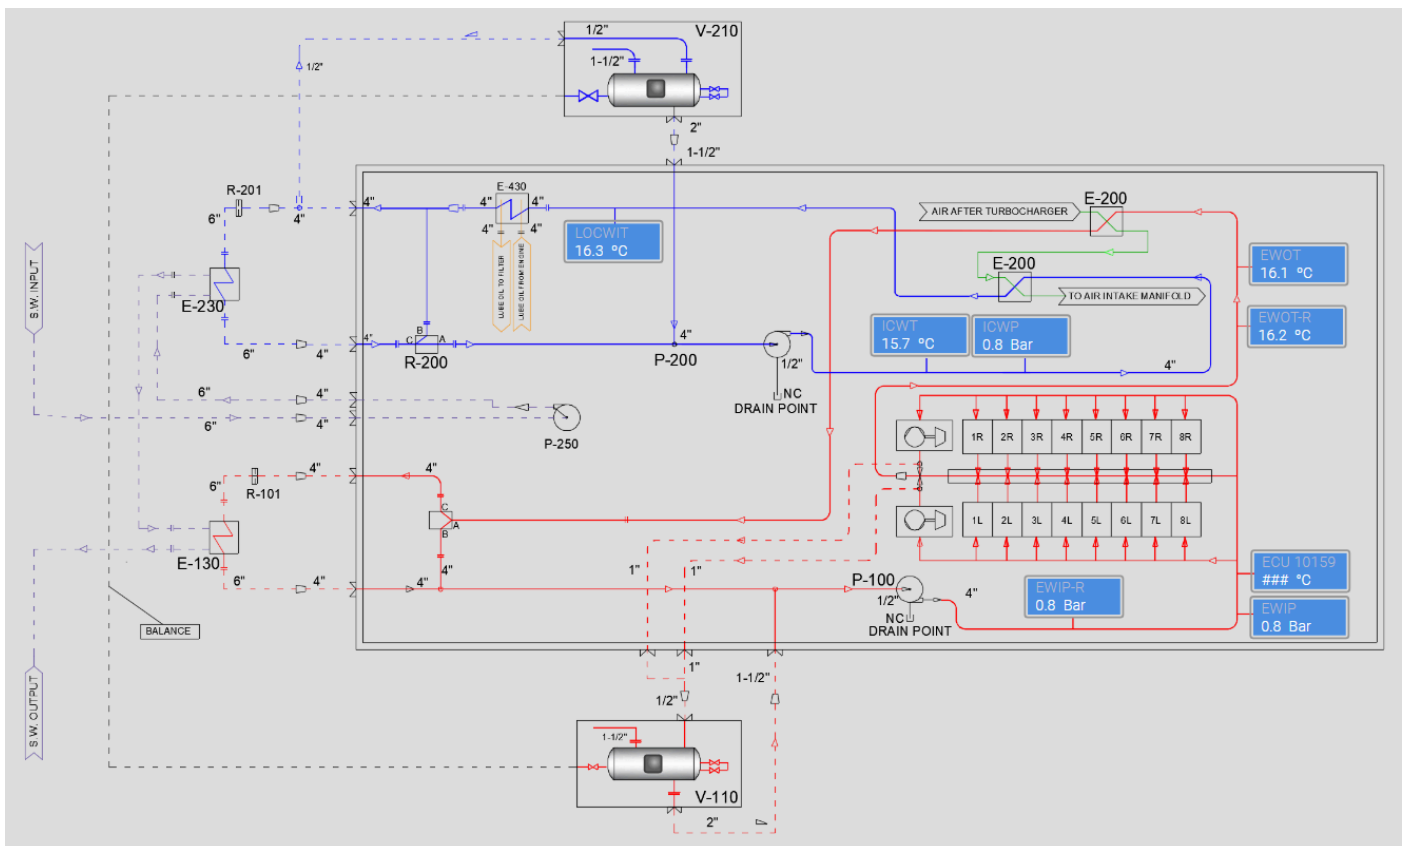 1/2"
V-210
1-1/2"
1/2"
2"
1-1/2"
R-201
6"
4"
4"
E-430
4"
4"
4"
4"
LOCWIT
16.3 ºC
AIR AFTER TURBOCHARGER
E-200
S.W. INPUT
E-230
LUBE OIL TO FILTER
LUBE OIL FROM ENGINE
E-200
TO AIR INTAKE MANIFOLD
EWOT
16.1 ºC
EWOT-R
16.2 ºC
ICWT
15.7 ºC
ICWP
0.8 Bar
6"
4"
4"
C
B
A
R-200
4"
P-200
1/2"
4"
NC
DRAIN POINT
6"
4"
6"
4"
P-250
1R
2R
3R
4R
5R
6R
7R
8R
6"
R-101
4"
4"
C
A
B
1L
2L
3L
4L
5L
6L
7L
8L
E-130
6"
4"
4"
4"
1"
1"
P-100
1/2"
4"
NC
DRAIN POINT
EWIP-R
0.8 Bar
ECU 10159
### ºC
EWIP
0.8 Bar
BALANCE
S.W. OUTPUT
1"
1-1/2"
1/2"
1-1/2"
V-110
2"